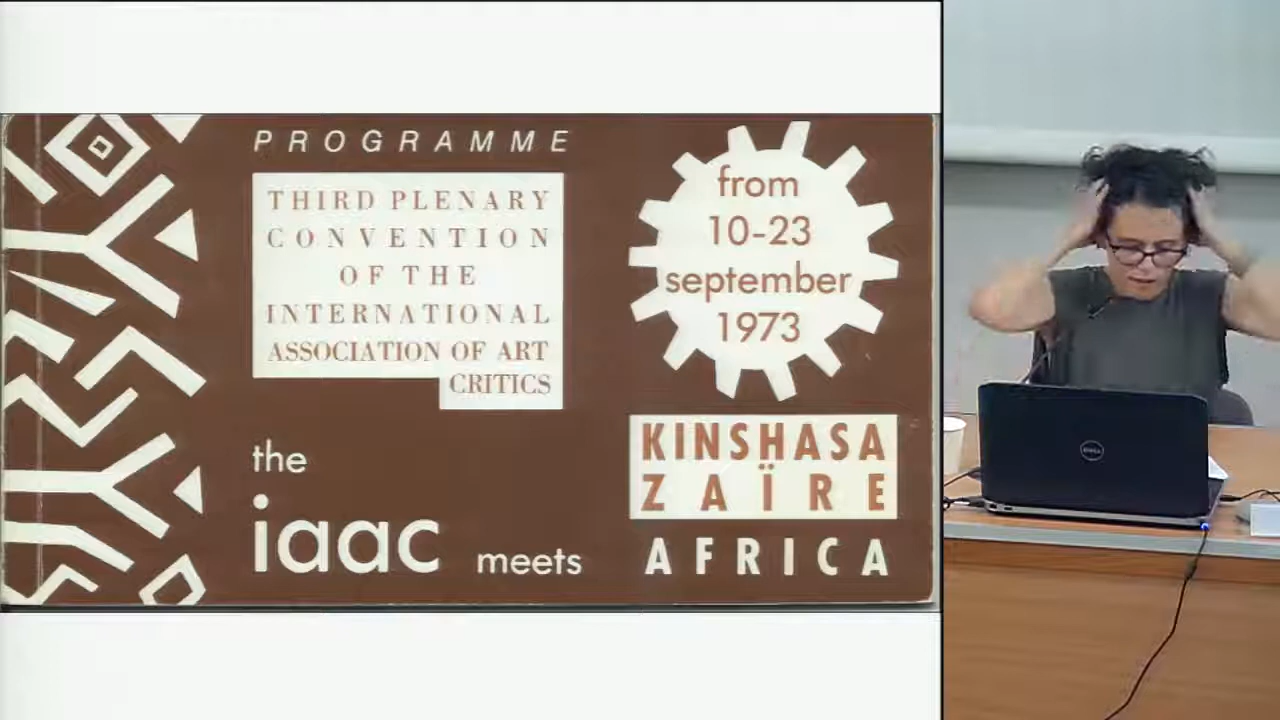 PROGRAMME
THIRD PLENARY
CONVENTION
OF THE
INTERNATIONAL
ASSOCIATION OF ART
CRITICS
the
iaac meets
from
10-23
september
1973
KINSHASA
ZAÏRE
AFRICA
DELL